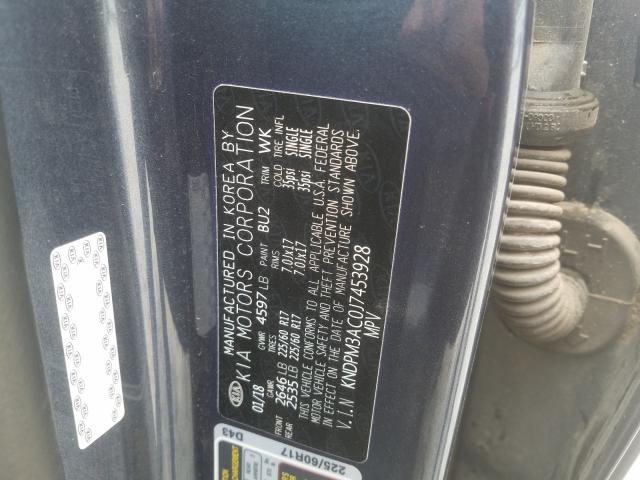 MANUFACTURED IN KOREA BY
KIA MOTORS CORPORATION
01/18 GVWR 4597 LB PAINT BU2 TRIM WK
GAWR TIRES RIMS COLD TIRE INFL
FRONT 2646 LB 225/60 R17 7.0Jx17 35psi SINGLE
REAR 2535 LB 225/60 R17 7.0Jx17 35psi SINGLE
THIS VEHICLE CONFORMS TO ALL APPLICABLE U.S.A. FEDERAL
MOTOR VEHICLE SAFETY AND THEFT PREVENTION STANDARDS
IN EFFECT ON THE DATE OF MANUFACTURE SHOWN ABOVE.
V.I.N KNDPM3AC0J7453928
MPV
KIA
D43
225/60R17